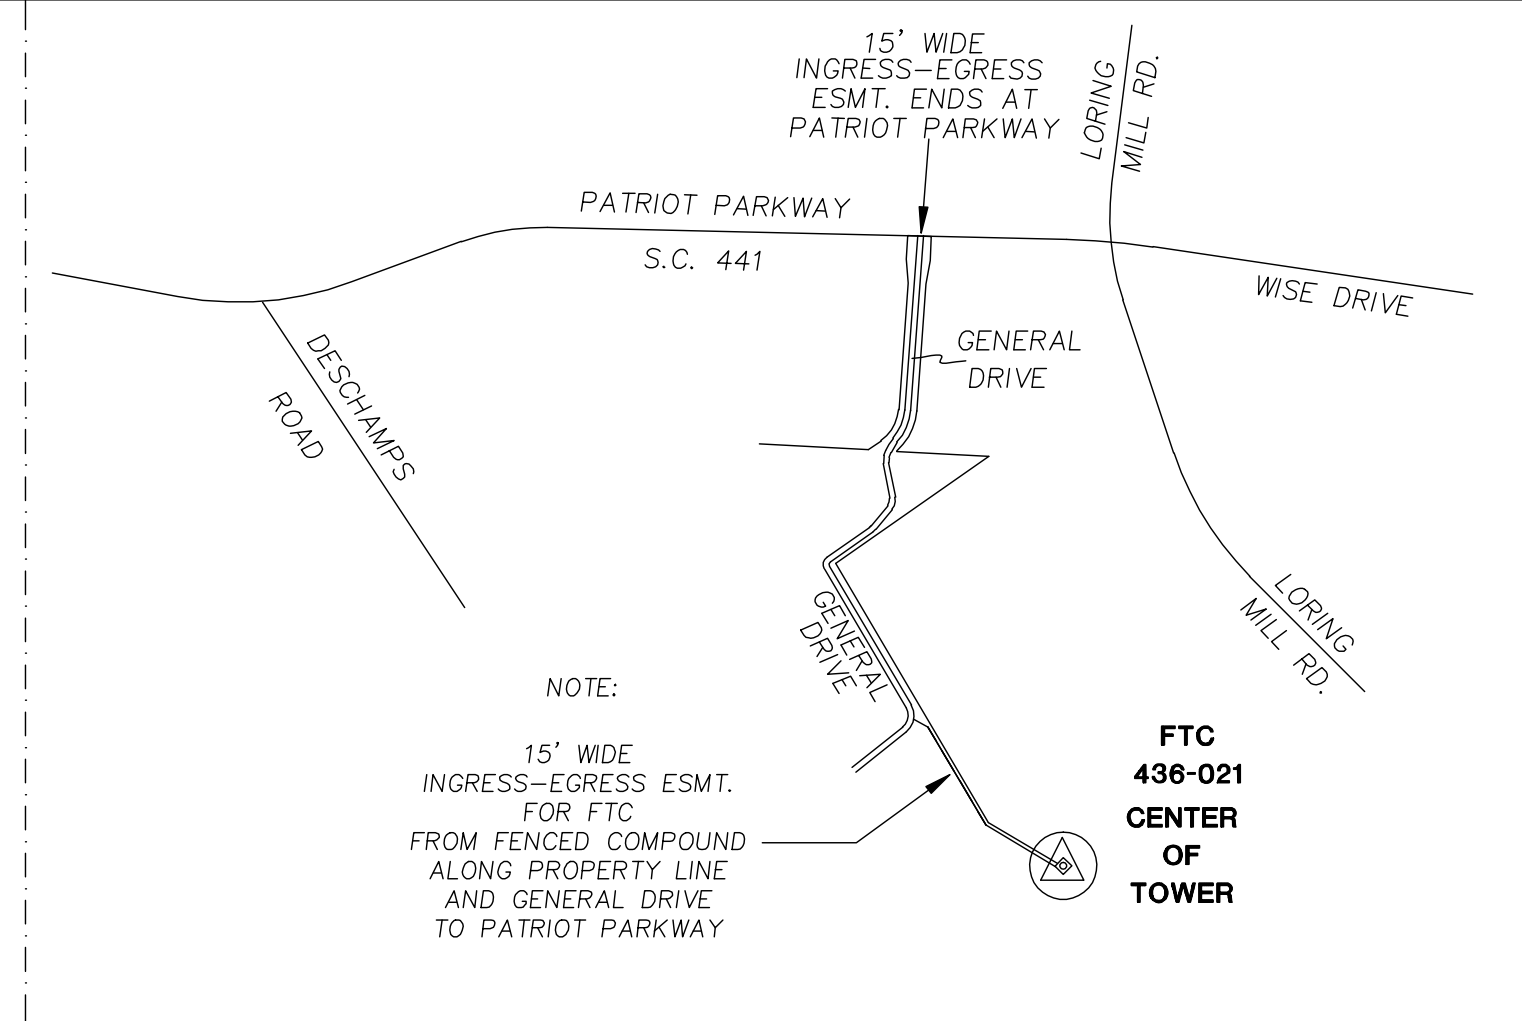 15' WIDE
INGRESS-EGRESS
ESMT. ENDS AT
PATRIOT PARKWAY
LORING
MILL RD.
PATRIOT PARKWAY
S.C. 441
WISE DRIVE
GENERAL
DRIVE
DESCHAMPS
ROAD
GENERAL
DRIVE
LORING
MILL RD.
NOTE:
15' WIDE
INGRESS-EGRESS ESMT.
FOR FTC
FROM FENCED COMPOUND
ALONG PROPERTY LINE
AND GENERAL DRIVE
TO PATRIOT PARKWAY
FTC
436-021
CENTER
OF
TOWER